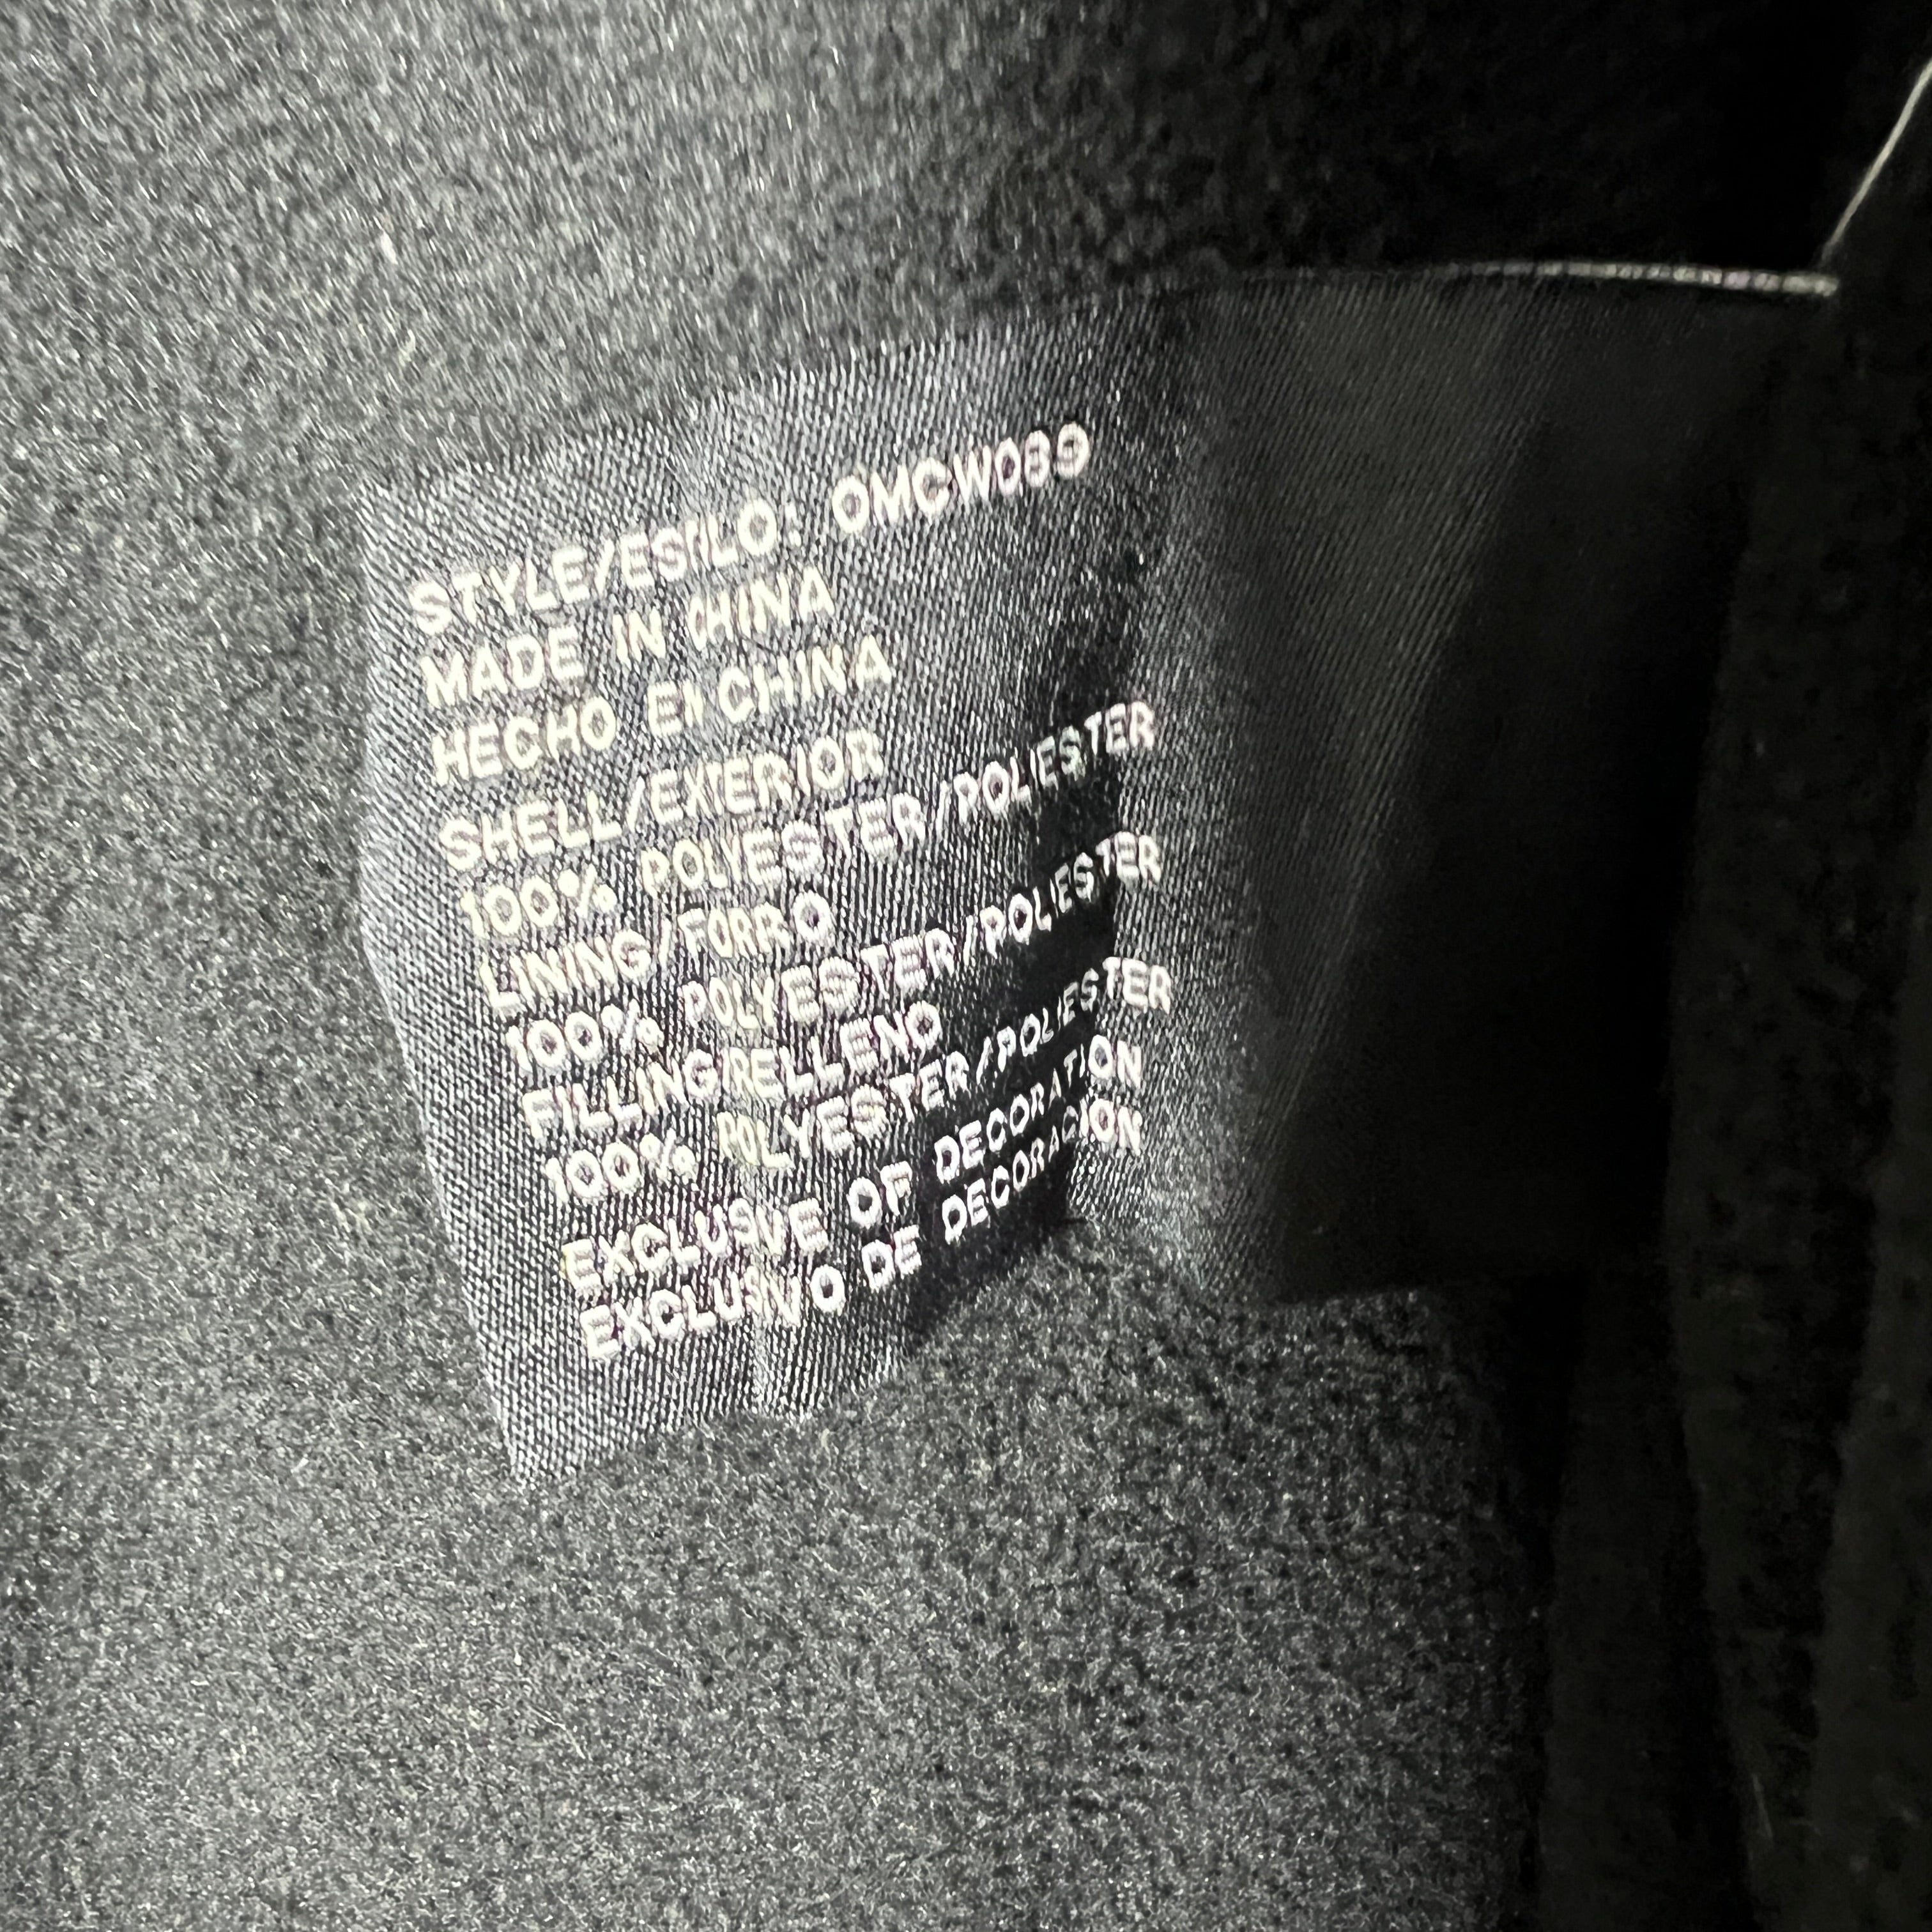 STYLE/ESTILO: OMCW089
MADE IN CHINA
HECHO EN CHINA
SHELL/EXTERIOR
100% POLYESTER/POLIESTER
LINING/FORRO
100% POLYESTER/POLIESTER
FILLING/RELLENO
100% POLYESTER/POLIESTER
EXCLUSIVE OF DECORATION
EXCLUSIVO DE DECORACION